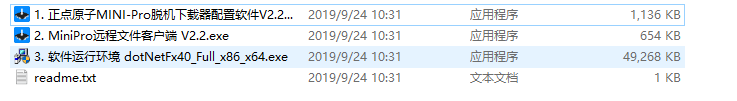 1. 正点原子MINI-Pro脱机下载器配置软件V2.2... 2019/9/24 10:31 应用程序 1,136 KB
2. MiniPro远程文件客户端 V2.2.exe 2019/9/24 10:31 应用程序 654 KB
3. 软件运行环境 dotNetFx40_Full_x86_x64.exe 2019/9/24 10:31 应用程序 49,268 KB
readme.txt 2019/9/24 10:31 文本文档 1 KB